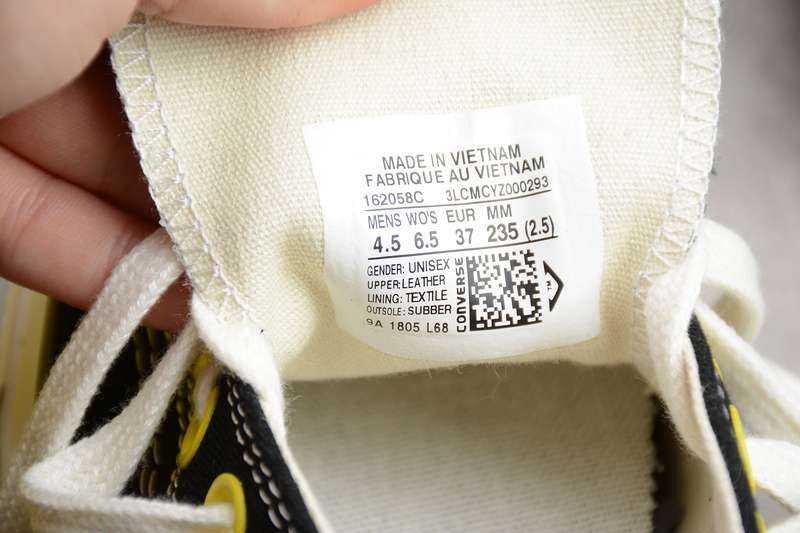 MADE IN VIETNAM
FABRIQUE AU VIETNAM
162058C 3LCMCYZ000293
MENS WO'S EUR MM
4.5 6.5 37 235 (2.5)
GENDER: UNISEX
UPPER:LEATHER
LINING: TEXTILE
OUTSOLE: SUBBER
9A 1805 L68
CONVERSE
TM